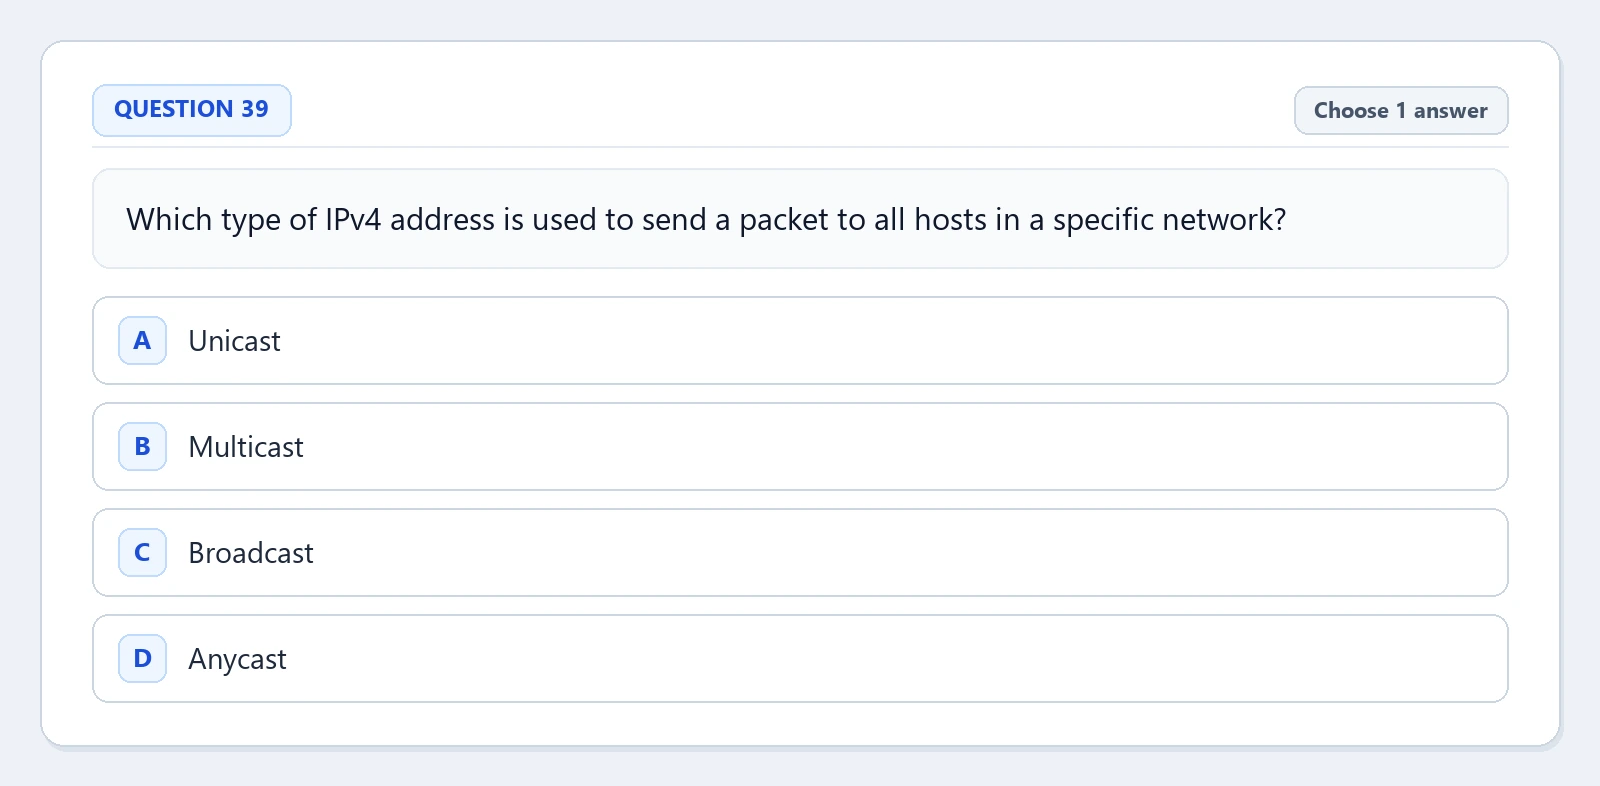 QUESTION 39
Choose 1 answer
Which type of IPv4 address is used to send a packet to all hosts in a specific network?
A Unicast
B Multicast
C Broadcast
D Anycast